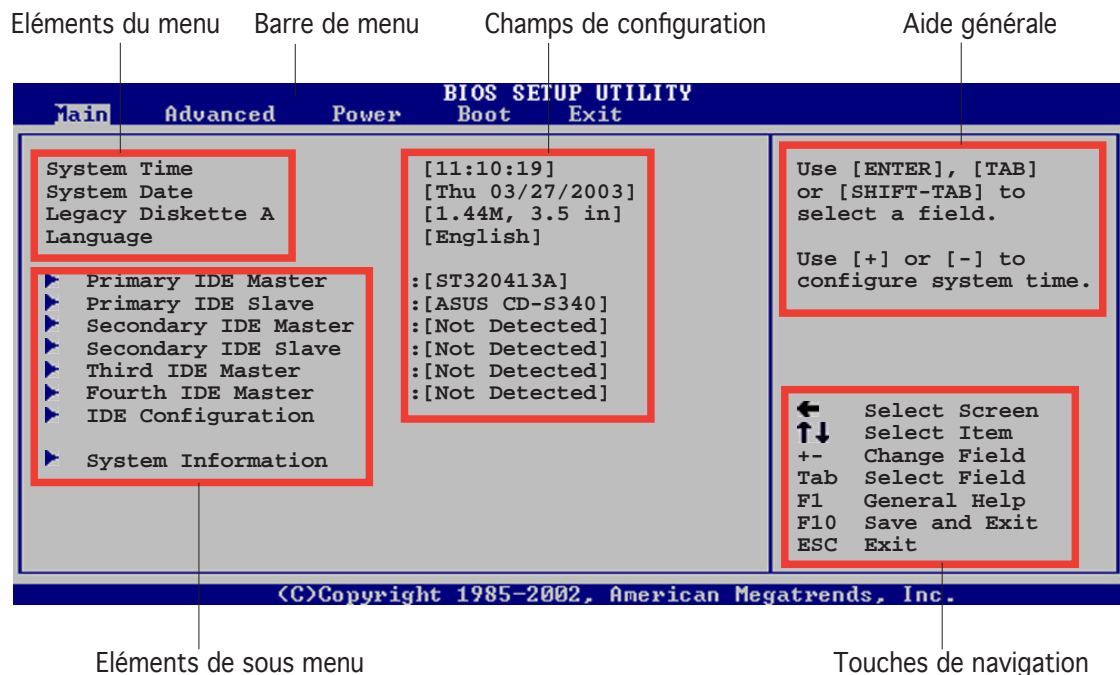 Eléments du menu Barre de menu Champs de configuration Aide générale
BIOS SETUP UTILITY
Main Advanced Power Boot Exit
System Time [11:10:19]
System Date [Thu 03/27/2003]
Legacy Diskette A [1.44M, 3.5 in]
Language [English]
Primary IDE Master :[ST320413A]
Primary IDE Slave :[ASUS CD-S340]
Secondary IDE Master :[Not Detected]
Secondary IDE Slave :[Not Detected]
Third IDE Master :[Not Detected]
Fourth IDE Master :[Not Detected]
IDE Configuration
System Information
Use [ENTER], [TAB]
or [SHIFT-TAB] to
select a field.
Use [+] or [-] to
configure system time.
← Select Screen
↑↓ Select Item
+- Change Field
Tab Select Field
F1 General Help
F10 Save and Exit
ESC Exit
(C)Copyright 1985-2002, American Megatrends, Inc.
Eléments de sous menu Touches de navigation